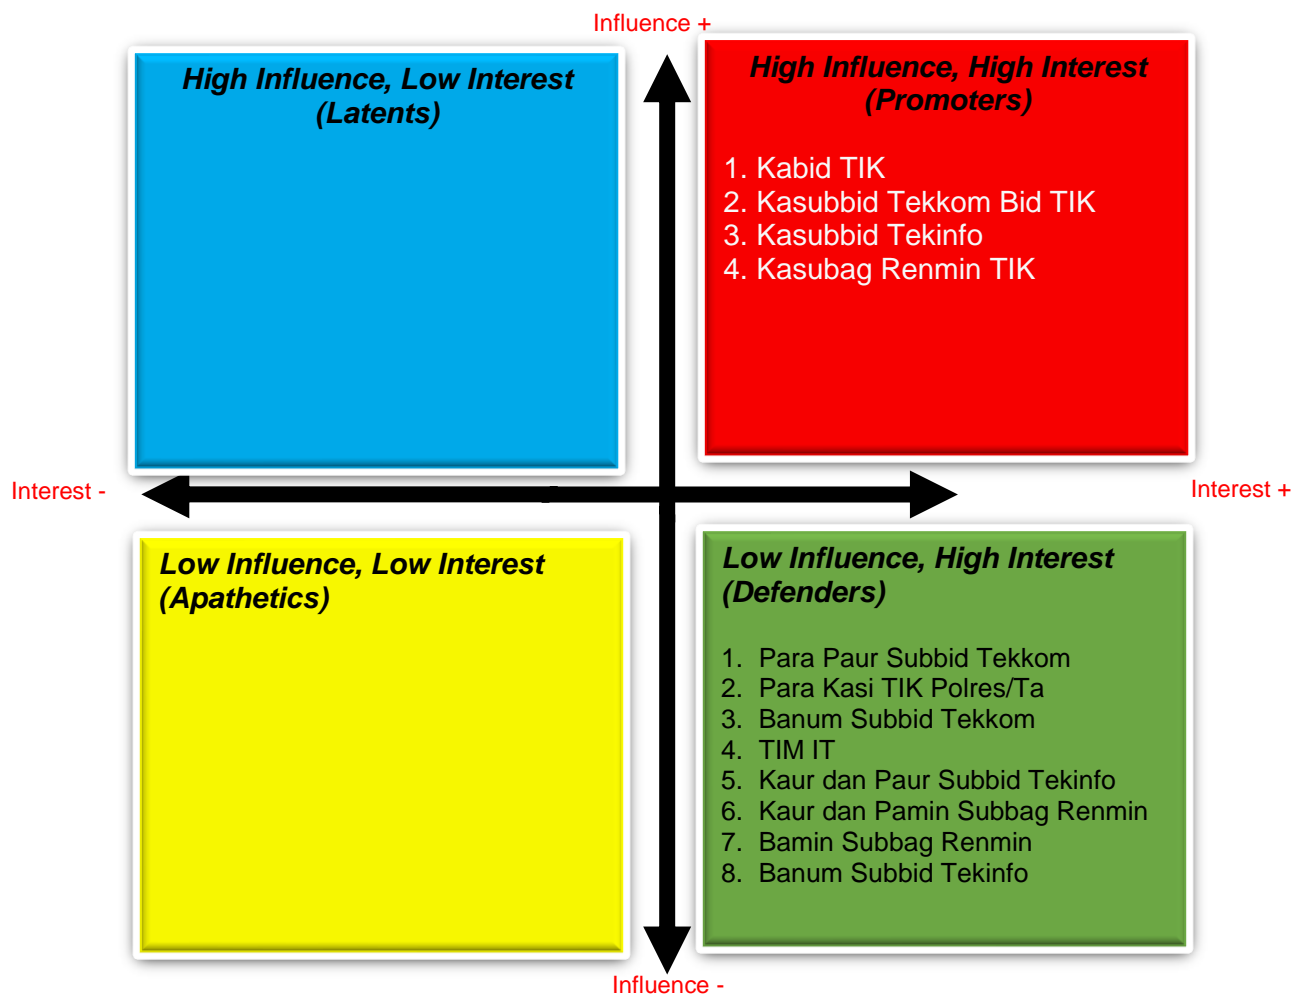 Influence +
High Influence, Low Interest
(Latents)
High Influence, High Interest
(Promoters)
1. Kabid TIK
2. Kasubbid Tekkom Bid TIK
3. Kasubbid Tekinfo
4. Kasubag Renmin TIK
Interest -
Interest +
Low Influence, Low Interest
(Apathetics)
Low Influence, High Interest
(Defenders)
1. Para Paur Subbid Tekkom
2. Para Kasi TIK Polres/Ta
3. Banum Subbid Tekkom
4. TIM IT
5. Kaur dan Paur Subbid Tekinfo
6. Kaur dan Pamin Subbag Renmin
7. Bamin Subbag Renmin
8. Banum Subbid Tekinfo
Influence -